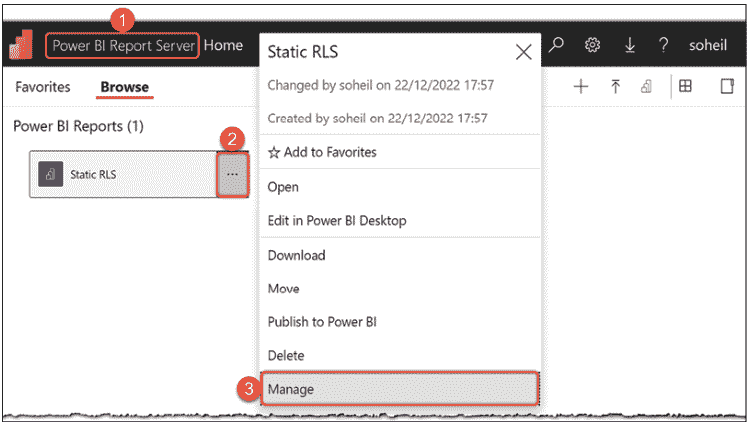 1
Power BI Report Server Home
Static RLS
? soheil
Favorites Browse
Changed by soheil on 22/12/2022 17:57
Created by soheil on 22/12/2022 17:57
Power BI Reports (1)
2
Static RLS
...
Add to Favorites
Open
Edit in Power BI Desktop
Download
Move
Publish to Power BI
Delete
3
Manage